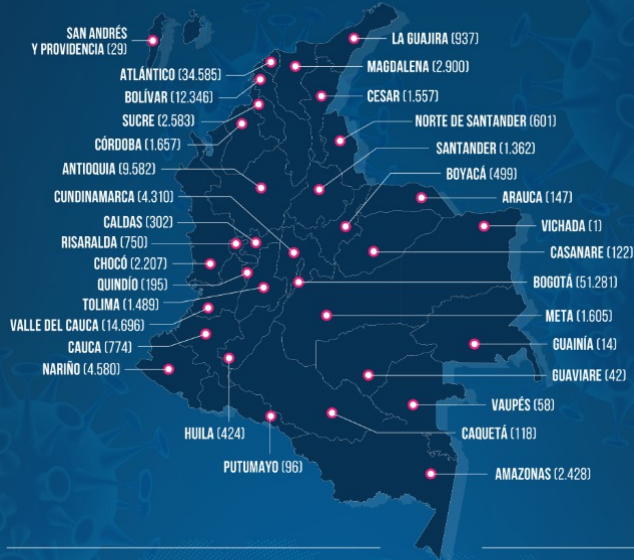 SAN ANDRÉS
Y PROVIDENCIA (29)
ATLÁNTICO (34.585)
BOLÍVAR (12.346)
SUCRE (2.583)
CÓRDOBA (1.657)
ANTIOQUIA (9.582)
CUNDINAMARCA (4.310)
CALDAS (302)
RISARALDA (750)
CHOCÓ (2.207)
QUINDÍO (195)
TOLIMA (1.489)
VALLE DEL CAUCA (14.696)
CAUCA (774)
NARIÑO (4.580)
HUILA (424)
PUTUMAYO (96)
LA GUAJIRA (937)
MAGDALENA (2.900)
CESAR (1.557)
NORTE DE SANTANDER (601)
SANTANDER (1.362)
BOYACÁ (499)
ARAUCA (147)
VICHADA (1)
CASANARE (122)
BOGOTÁ (51.281)
META (1.605)
GUAINÍA (14)
GUAVIARE (42)
VAUPÉS (58)
CAQUETÁ (118)
AMAZONAS (2.428)